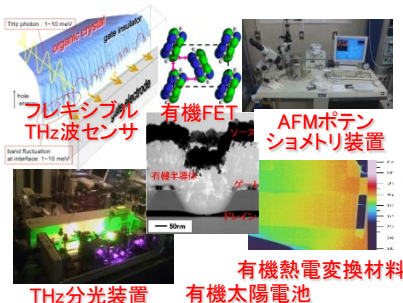 THz photon : 1~10 meV
organic crystal
gate insulator
gate electrode
hole
energy
band fluctuation
at interface: 1~10 meV
フレキシブル
THz波センサ
有機FET
AFMポテン
ショメトリ装置
ソース
有機半導体
ゲート
ドレイン
50nm
THz分光装置
有機太陽電池
有機熱電変換材料